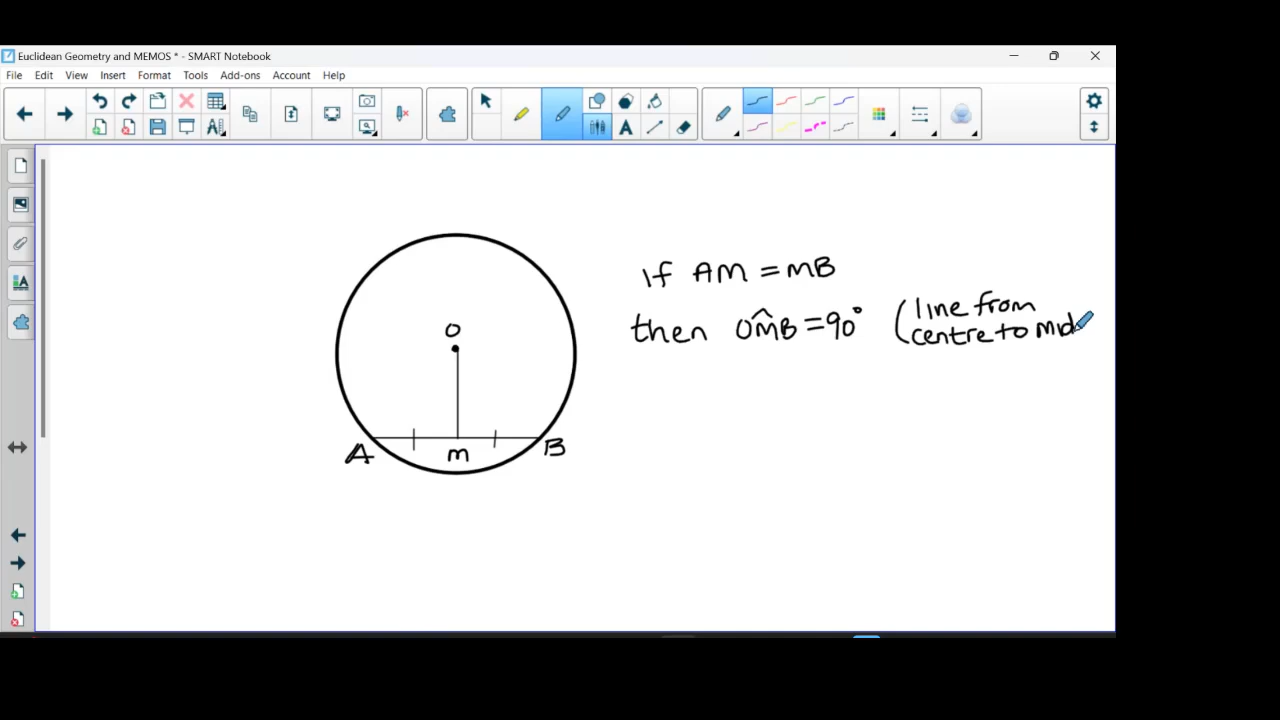 Euclidean Geometry and MEMOS * - SMART Notebook
File Edit View Insert Format Tools Add-ons Account Help
If AM = MB
then OM̂B = 90° (line from
centre to mid
O
A
M
B